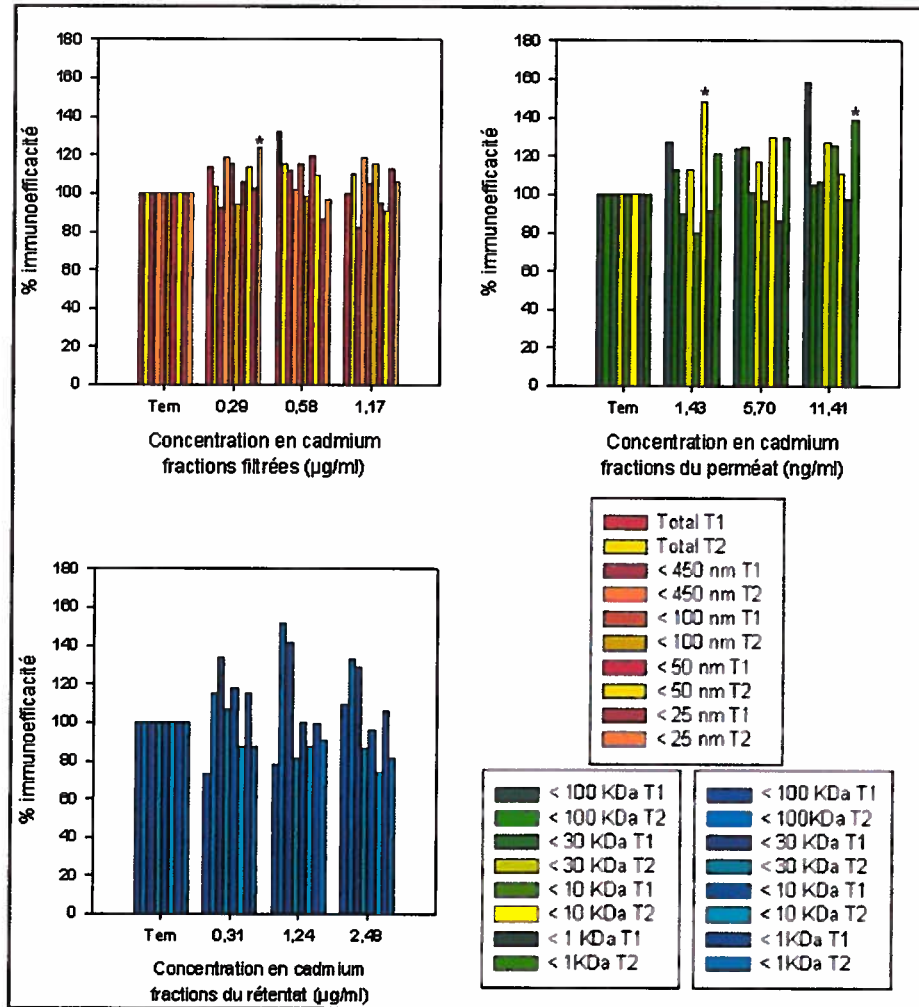 180
160
140
120
100
80
60
40
20
0
% immunoefficacité
*
Tem 0,29 0,58 1,17
Concentration en cadmium
fractions filtrées (µg/ml)
180
160
140
120
100
80
60
40
20
0
% immunoefficacité
*
*
Tem 1,43 5,70 11,41
Concentration en cadmium
fractions du perméat (ng/ml)
180
160
140
120
100
80
60
40
20
0
% immunoefficacité
Tem 0,31 1,24 2,48
Concentration en cadmium
fractions du rétentat (µg/ml)
Total T1
Total T2
< 450 nm T1
< 450 nm T2
< 100 nm T1
< 100 nm T2
< 50 nm T1
< 50 nm T2
< 25 nm T1
< 25 nm T2
< 100 KDa T1
< 100 KDa T2
< 30 KDa T1
< 30 KDa T2
< 10 KDa T1
< 10 KDa T2
< 1 KDa T1
< 1KDa T2
< 100 KDa T1
< 100KDa T2
< 30 KDa T1
< 30 KDa T2
< 10 KDa T1
< 10 KDa T2
< 1KDa T1
< 1KDa T2